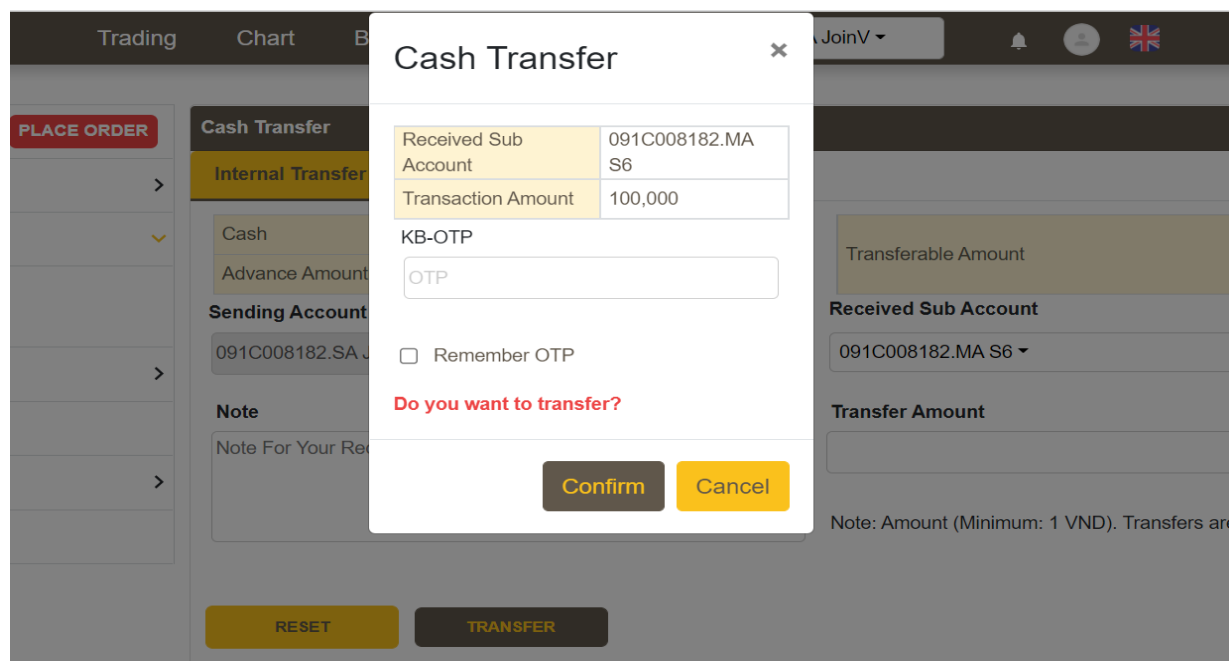 Trading Chart B JoinV
Cash Transfer ×
PLACE ORDER
Cash Transfer
Internal Transfer
Received Sub Account 091C008182.MA S6
Transaction Amount 100,000
KB-OTP
OTP
Cash
Advance Amount
Transferable Amount
Sending Account
Received Sub Account
091C008182.SA J
091C008182.MA S6
Remember OTP
Do you want to transfer?
Note
Transfer Amount
Note For Your Rec
Confirm Cancel
Note: Amount (Minimum: 1 VND). Transfers are
RESET TRANSFER